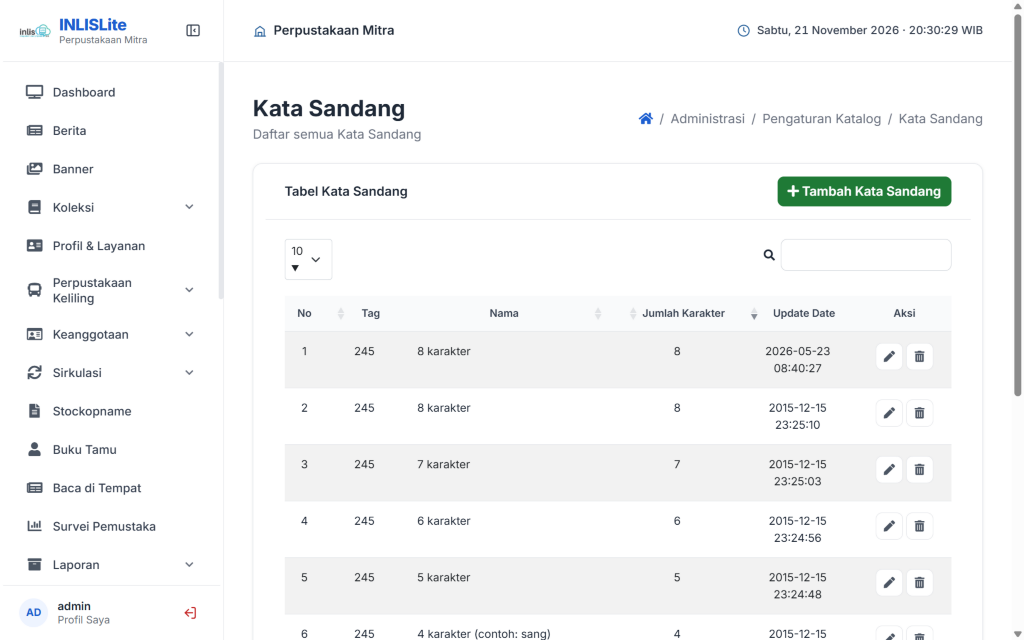 inlis
INLISLite
Perpustakaan Mitra
Perpustakaan Mitra
Sabtu, 21 November 2026 · 20:30:29 WIB
Dashboard
Berita
Banner
Koleksi
Profil & Layanan
Perpustakaan
Keliling
Keanggotaan
Sirkulasi
Stockopname
Buku Tamu
Baca di Tempat
Survei Pemustaka
Laporan
AD
admin
Profil Saya
Kata Sandang
Daftar semua Kata Sandang
/ Administrasi / Pengaturan Katalog / Kata Sandang
Tabel Kata Sandang
Tambah Kata Sandang
10
No Tag Nama Jumlah Karakter Update Date Aksi
1 245 8 karakter 8 2026-05-23
08:40:27
2 245 8 karakter 8 2015-12-15
23:25:10
3 245 7 karakter 7 2015-12-15
23:25:03
4 245 6 karakter 6 2015-12-15
23:24:56
5 245 5 karakter 5 2015-12-15
23:24:48
6 245 4 karakter (contoh: sang) 4 2015-12-15